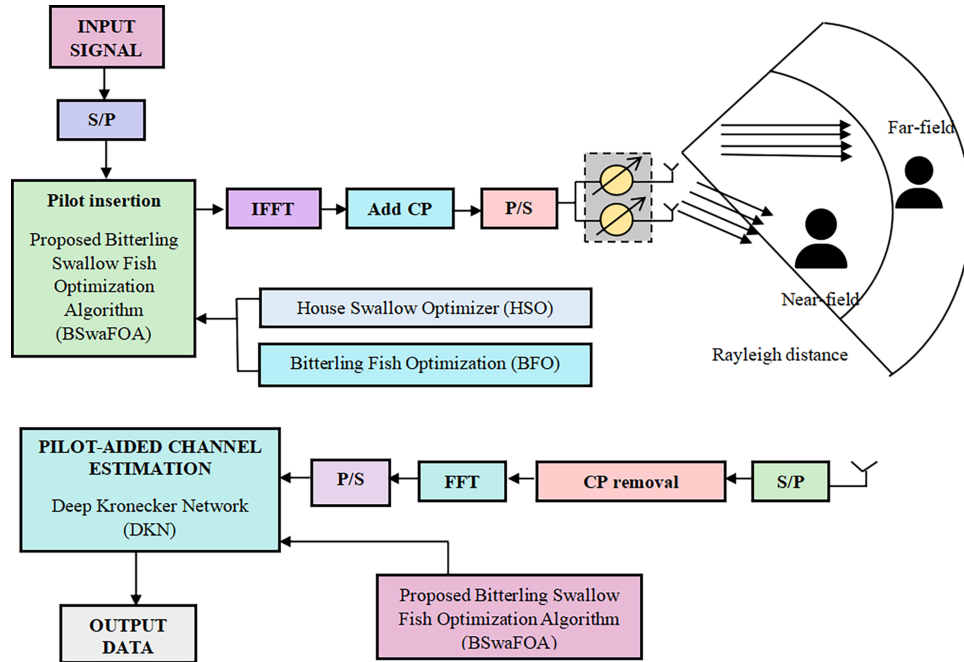 INPUT
SIGNAL
S/P
Pilot insertion
Proposed Bitterling
Swallow Fish
Optimization
Algorithm
(BSwaFOA)
IFFT
Add CP
P/S
Far-field
Near-field
Rayleigh distance
House Swallow Optimizer (HSO)
Bitterling Fish Optimization (BFO)
PILOT-AIDED CHANNEL
ESTIMATION
Deep Kronecker Network
(DKN)
P/S
FFT
CP removal
S/P
Proposed Bitterling Swallow
Fish Optimization Algorithm
(BSwaFOA)
OUTPUT
DATA